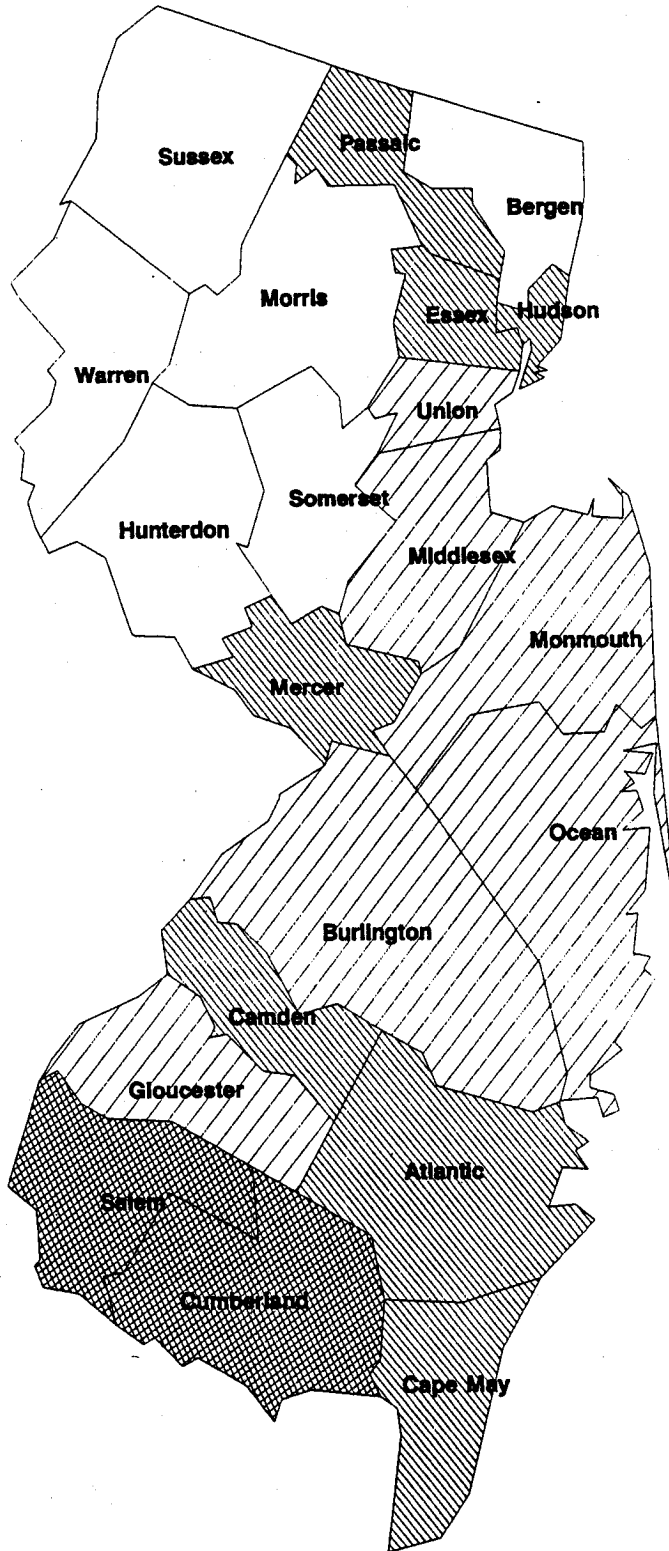 Passaic
Sussex
Bergen
Morris
Essex
Hudson
Warren
Union
Somerset
Hunterdon
Middlesex
Monmouth
Mercer
Ocean
Burlington
Camden
Gloucester
Atlantic
Salem
Cumberland
Cape May